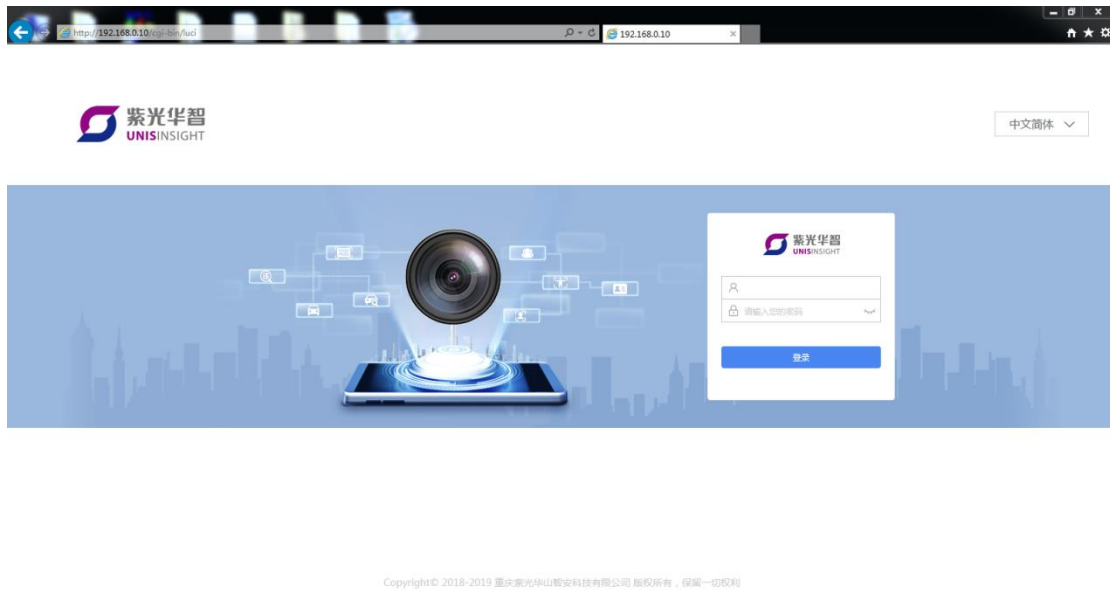 http://192.168.0.10/cgi-bin/luci
192.168.0.10
紫光华智
UNISINSIGHT
中文简体
紫光华智
UNISINSIGHT
请输入您的密码
登录
Copyright© 2018-2019 重庆紫光华山智安科技有限公司 版权所有，保留一切权利